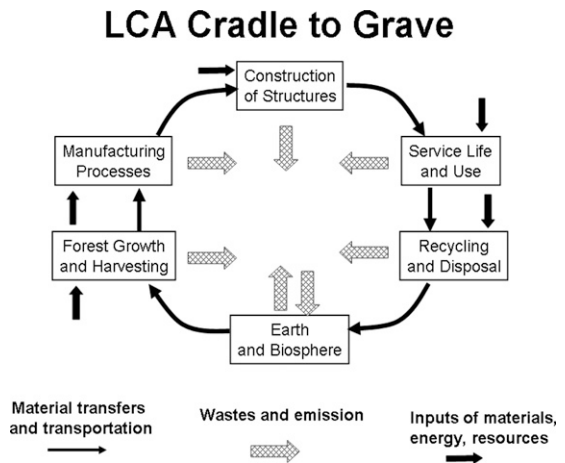 LCA Cradle to Grave
Construction
of Structures
Manufacturing
Processes
Service Life
and Use
Forest Growth
and Harvesting
Recycling
and Disposal
Earth
and Biosphere
Material transfers
and transportation
Wastes and emission
Inputs of materials,
energy, resources